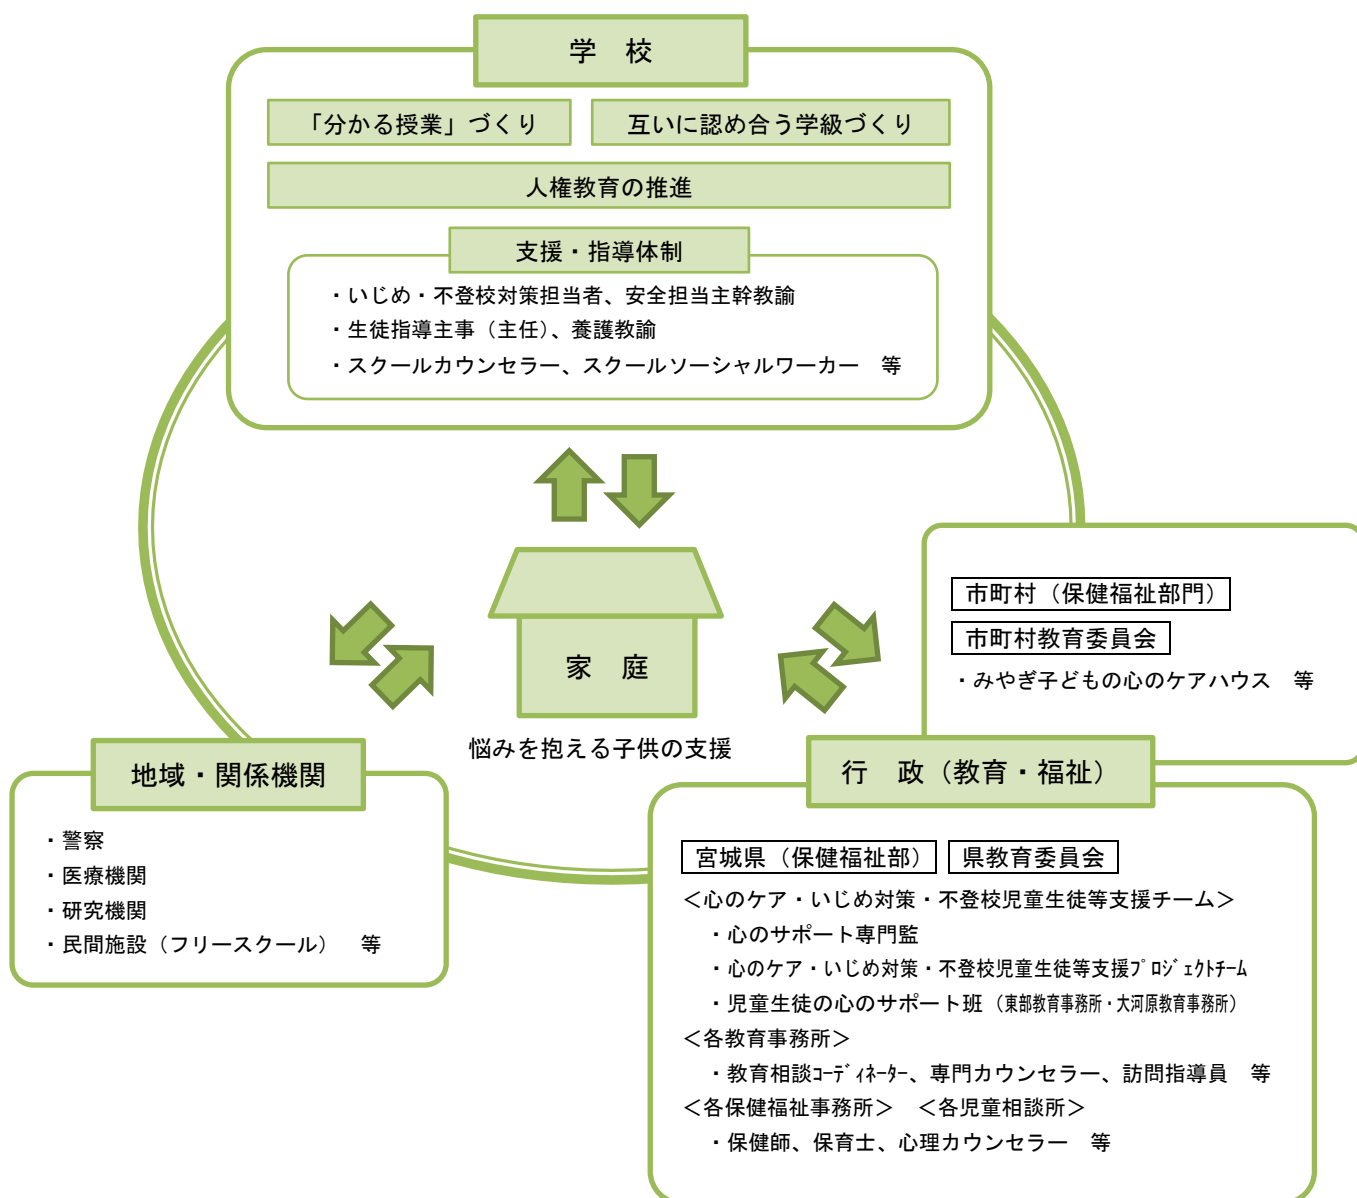 学　校
「分かる授業」づくり
互いに認め合う学級づくり
人権教育の推進
支援・指導体制
・いじめ・不登校対策担当者、安全担当主幹教諭
・生徒指導主事（主任）、養護教諭
・スクールカウンセラー、スクールソーシャルワーカー　等
家　庭
悩みを抱える子供の支援
市町村（保健福祉部門）
市町村教育委員会
・みやぎ子どもの心のケアハウス　等
地域・関係機関
・警察
・医療機関
・研究機関
・民間施設（フリースクール）　等
行　政（教育・福祉）
宮城県（保健福祉部）　県教育委員会
＜心のケア・いじめ対策・不登校児童生徒等支援チーム＞
・心のサポート専門監
・心のケア・いじめ対策・不登校児童生徒等支援ﾌﾟﾛｼﾞｪｸﾄﾁｰﾑ
・児童生徒の心のサポート班（東部教育事務所・大河原教育事務所）
＜各教育事務所＞
・教育相談ｺｰﾃﾞｨﾈｰﾀｰ、専門カウンセラー、訪問指導員　等
＜各保健福祉事務所＞　＜各児童相談所＞
・保健師、保育士、心理カウンセラー　等